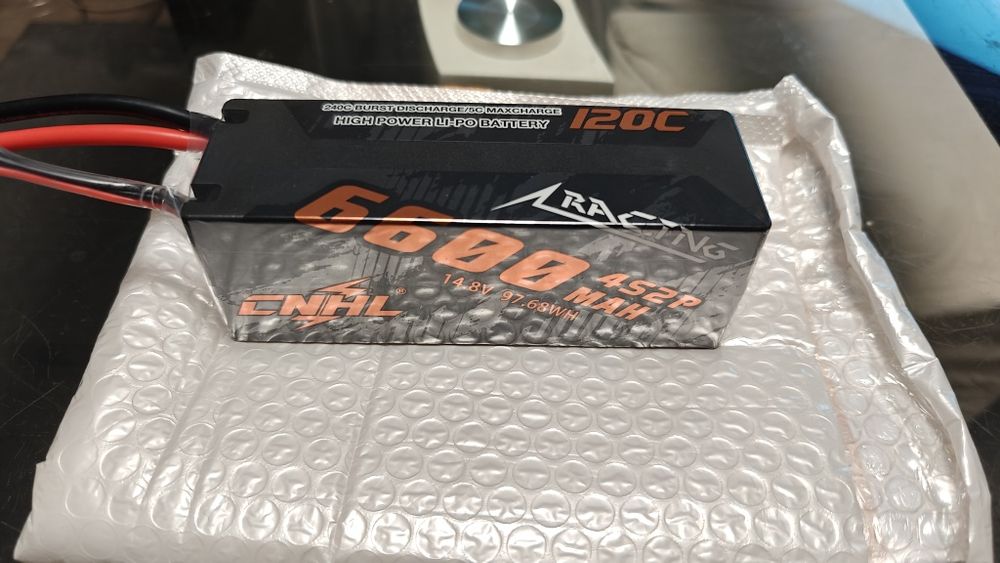 240C BURST DISCHARGE/5C MAXCHARGE
HIGH POWER LI-PO BATTERY
120C
RACING
6600
4S2P
MAH
14.8V 97.68WH
CNHL®